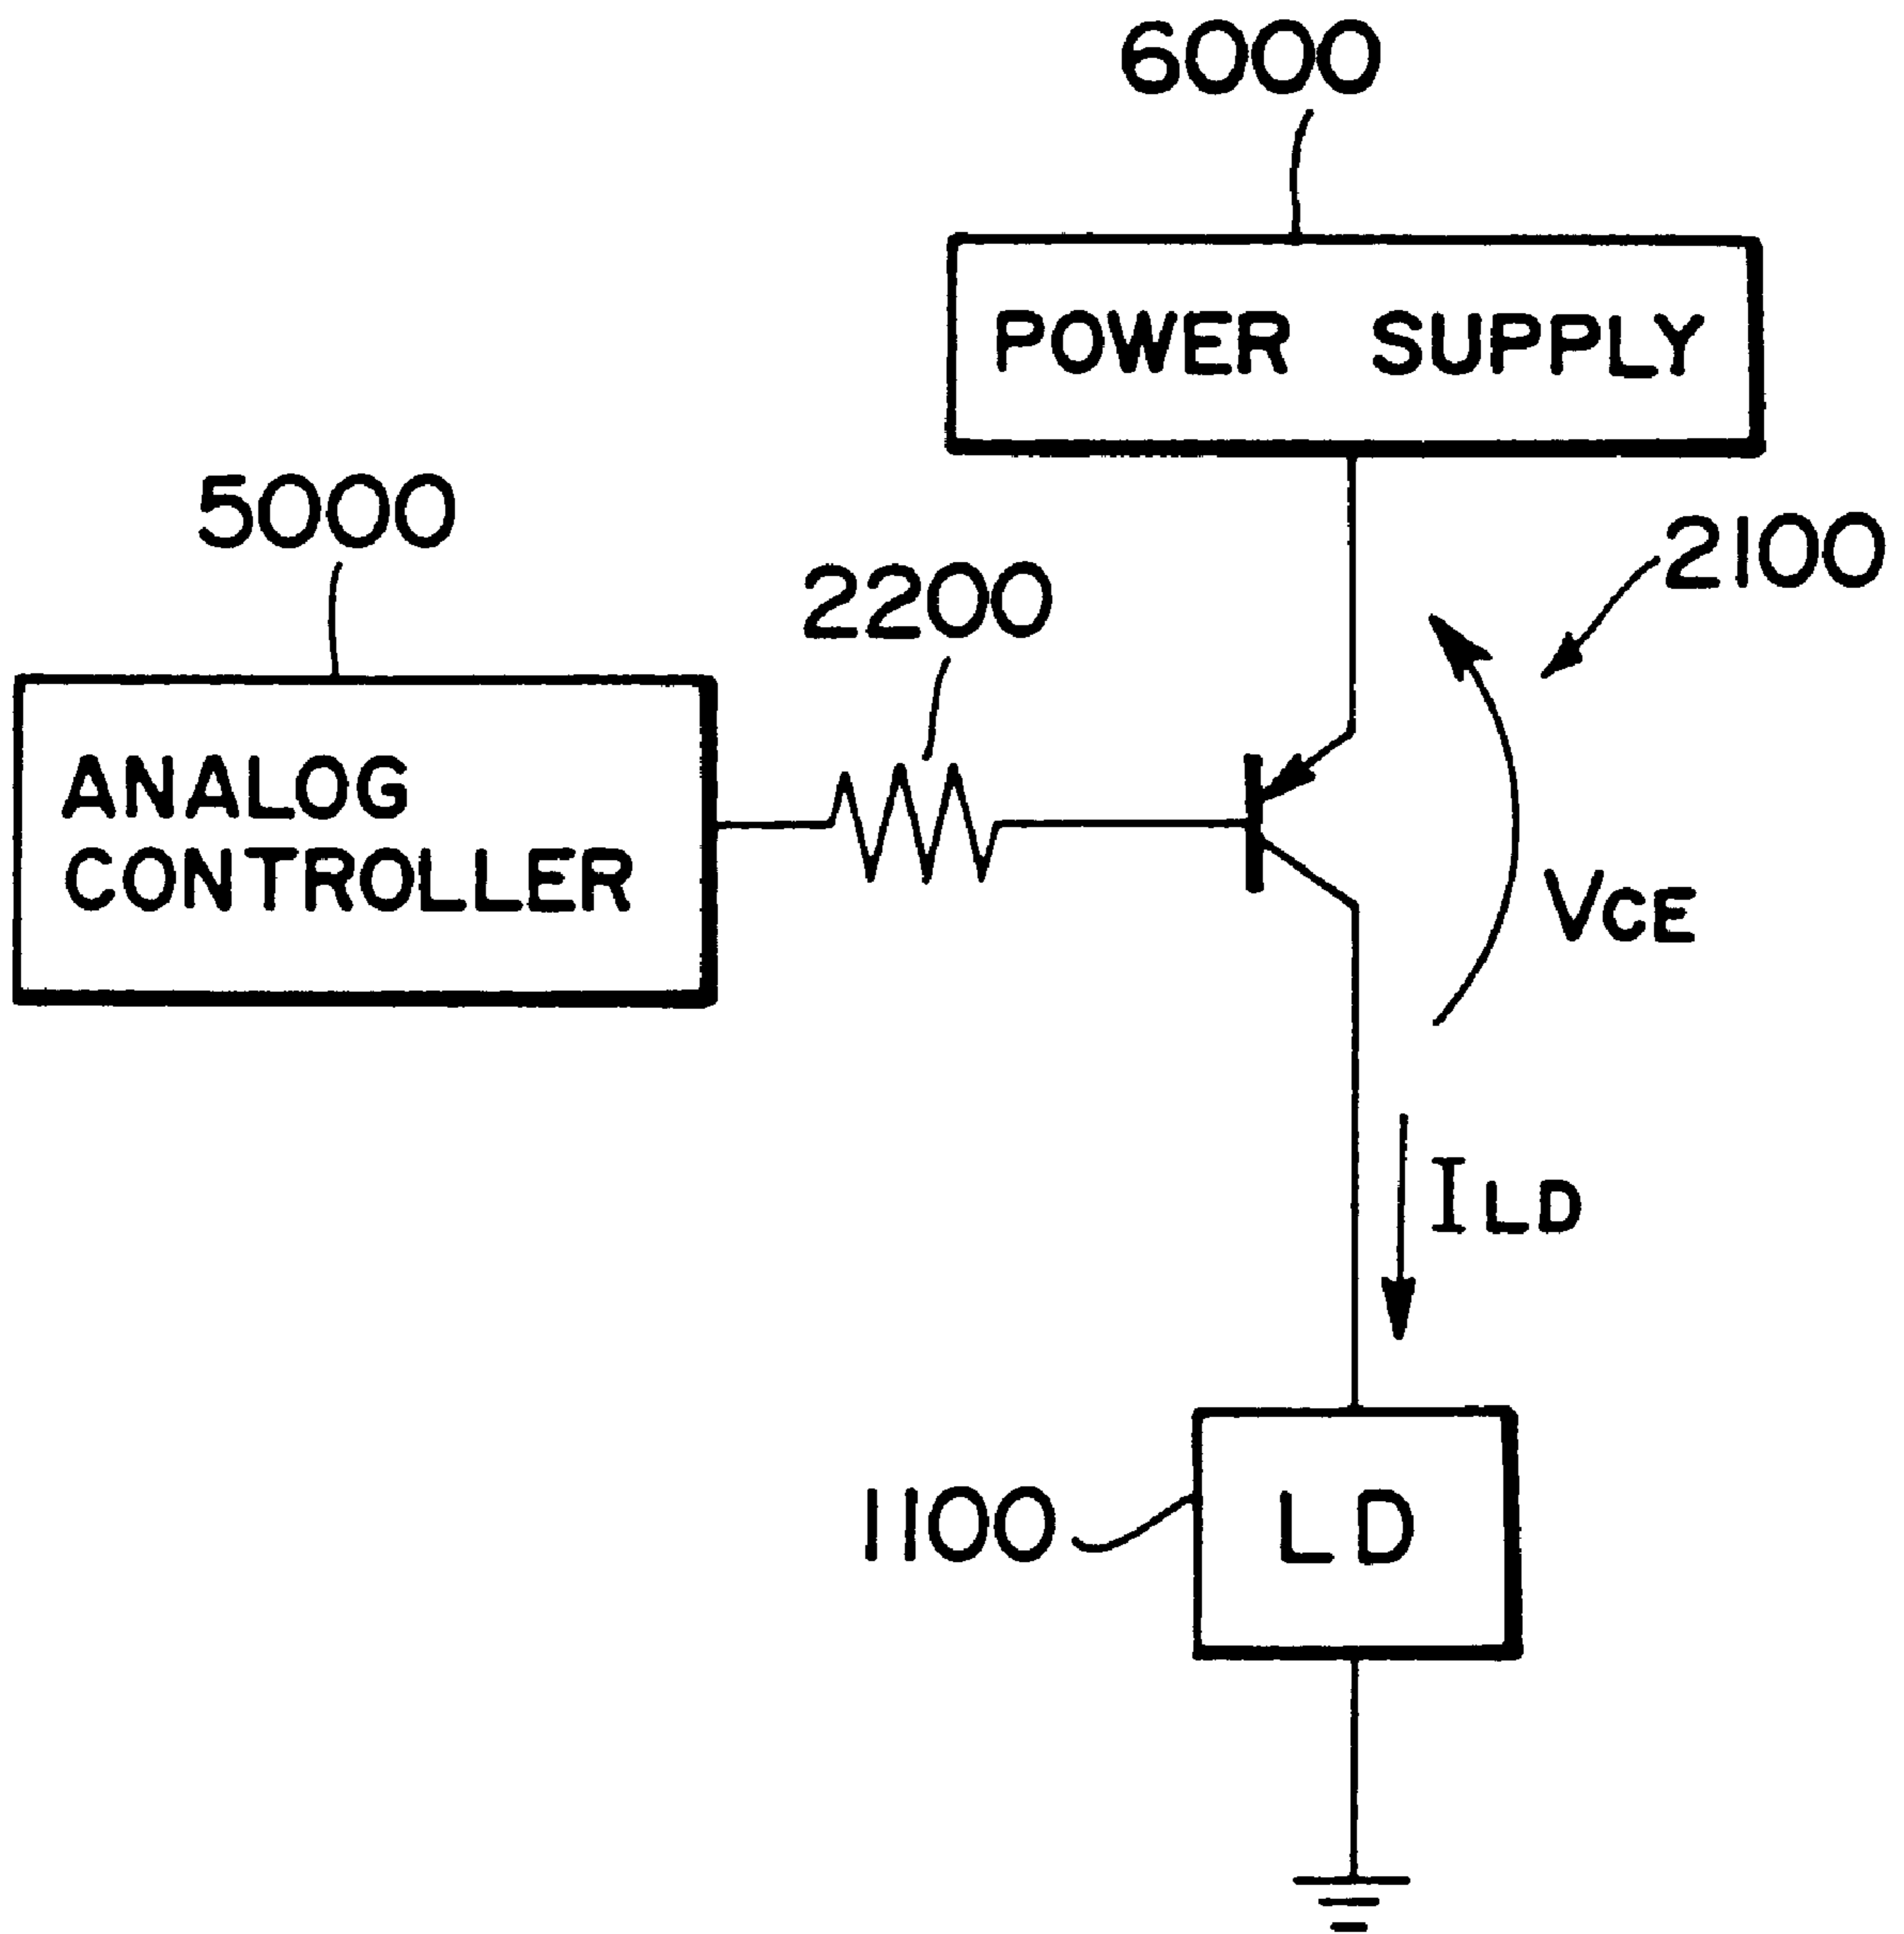 6000
POWER SUPPLY
5000
2200
2100
ANALOG
CONTROLLER
VCE
ILD
1100
LD